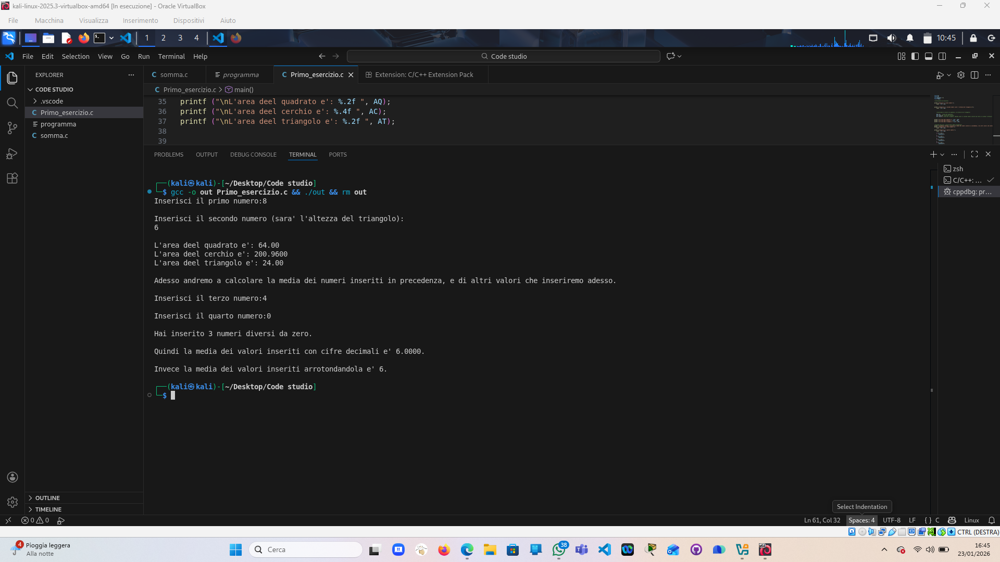 kali-linux-2025.3-virtualbox-amd64 [In esecuzione] - Oracle VirtualBox
File Macchina Visualizza Inserimento Dispositivi Aiuto
1 2 3 4 10:45
File Edit Selection View Go Run Terminal Help Code studio
EXPLORER
somma.c programma Primo_esercizio.c Extension: C/C++ Extension Pack
CODE STUDIO
Primo_esercizio.c > main()
.vscode
Primo_esercizio.c
programma
somma.c
35 printf ("\nL'area deel quadrato e': %.2f ", AQ);
36 printf ("\nL'area deel cerchio e': %.4f ", AC);
37 printf ("\nL'area deel triangolo e': %.2f ", AT);
38
39
PROBLEMS OUTPUT DEBUG CONSOLE TERMINAL PORTS
zsh
C/C++: ...
cppdbg: pr...
(kali㉿kali)-[~/Desktop/Code studio]
$ gcc -o out Primo_esercizio.c && ./out && rm out
Inserisci il primo numero:8
Inserisci il secondo numero (sara' l'altezza del triangolo):
6
L'area deel quadrato e': 64.00
L'area deel cerchio e': 200.9600
L'area deel triangolo e': 24.00
Adesso andremo a calcolare la media dei numeri inseriti in precedenza, e di altri valori che inseriremo adesso.
Inserisci il terzo numero:4
Inserisci il quarto numero:0
Hai inserito 3 numeri diversi da zero.
Quindi la media dei valori inseriti con cifre decimali e' 6.0000.
Invece la media dei valori inseriti arrotondandola e' 6.
(kali㉿kali)-[~/Desktop/Code studio]
$
OUTLINE
TIMELINE
Select Indentation
0 0 Ln 61, Col 32 Spaces: 4 UTF-8 LF { } C Linux
CTRL (DESTRA)
4 Pioggia leggera
Alla notte
Cerca
38
16:45
23/01/2026